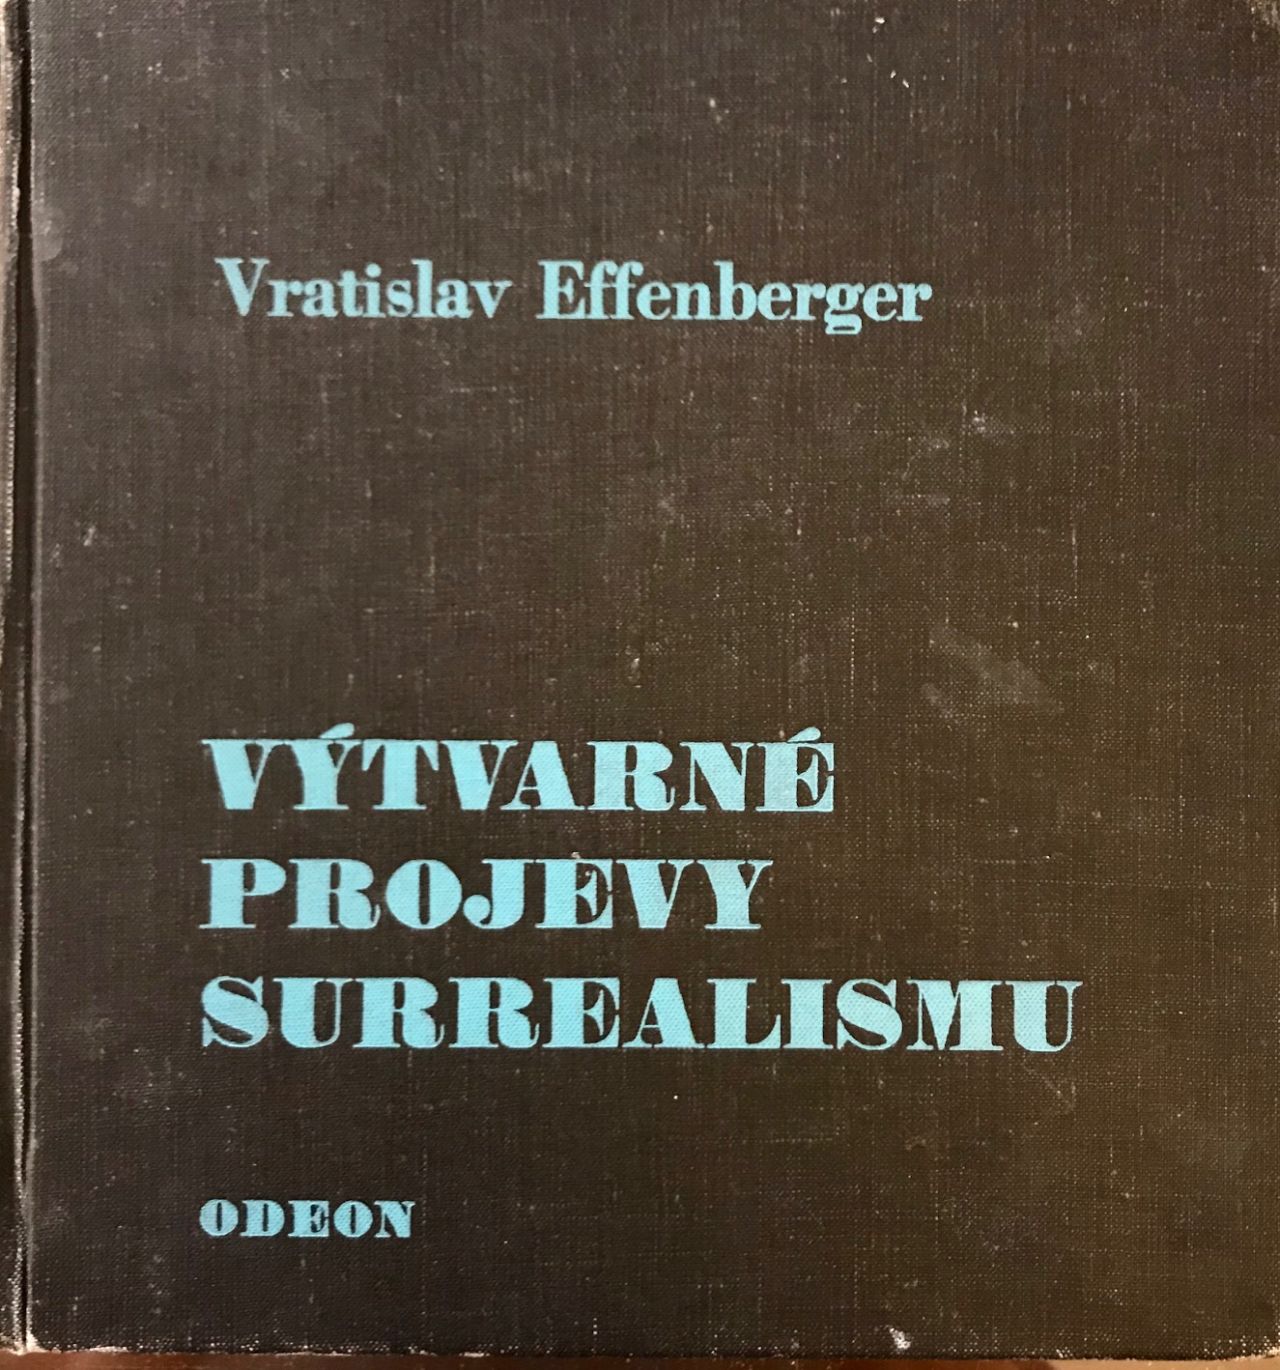 Vratislav Effenberger
VÝTVARNÉ
PROJEVY
SURREALISMU
ODEON